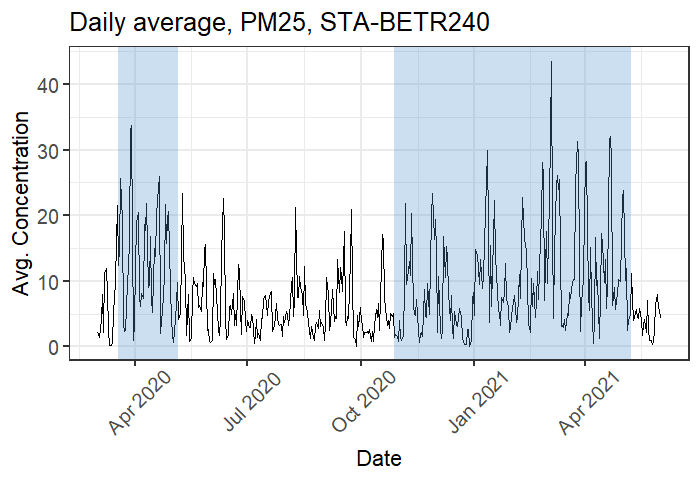 Daily average, PM25, STA-BETR240
Avg. Concentration
40
30
20
10
0
Apr 2020
Jul 2020
Oct 2020
Jan 2021
Apr 2021
Date